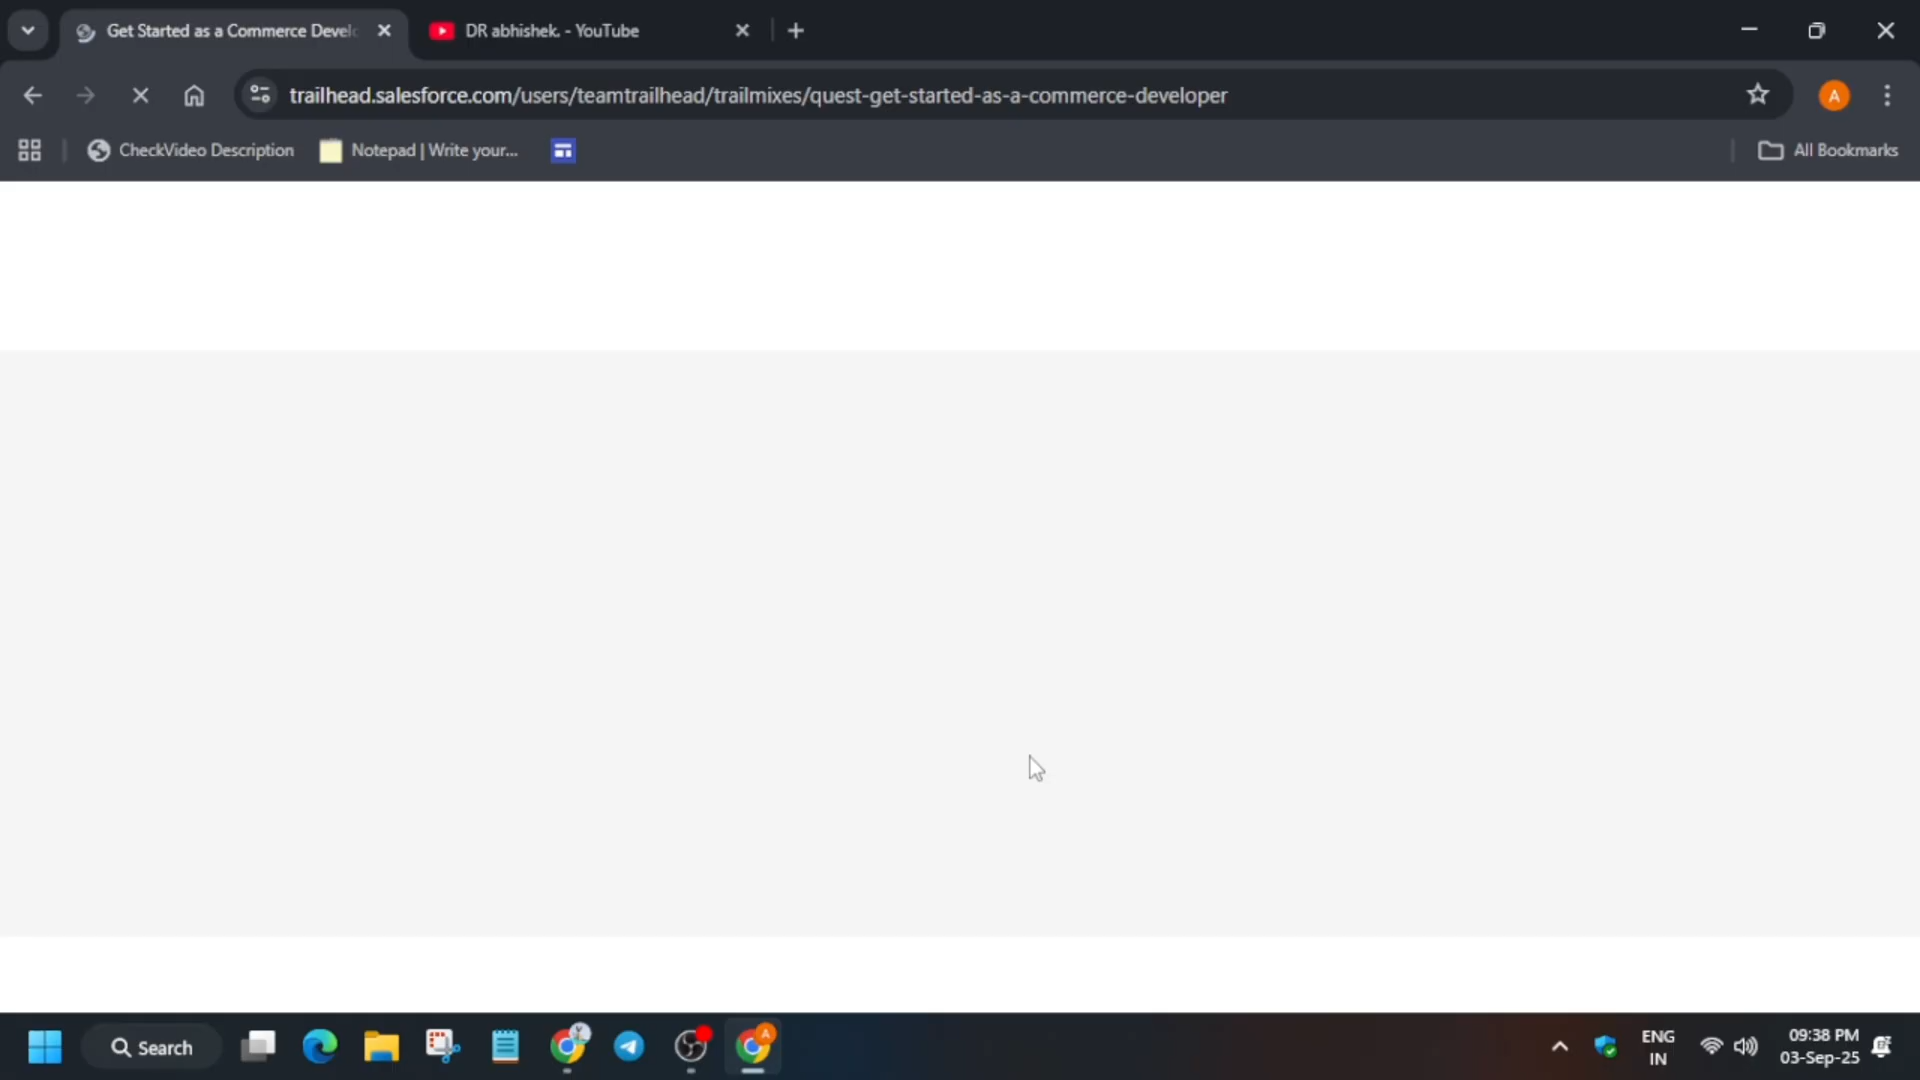 Get Started as a Commerce Devel
DR abhishek. - YouTube
trailhead.salesforce.com/users/teamtrailhead/trailmixes/quest-get-started-as-a-commerce-developer
A
CheckVideo Description
Notepad | Write your...
All Bookmarks
Search
A
ENG
IN
09:38 PM
03-Sep-25